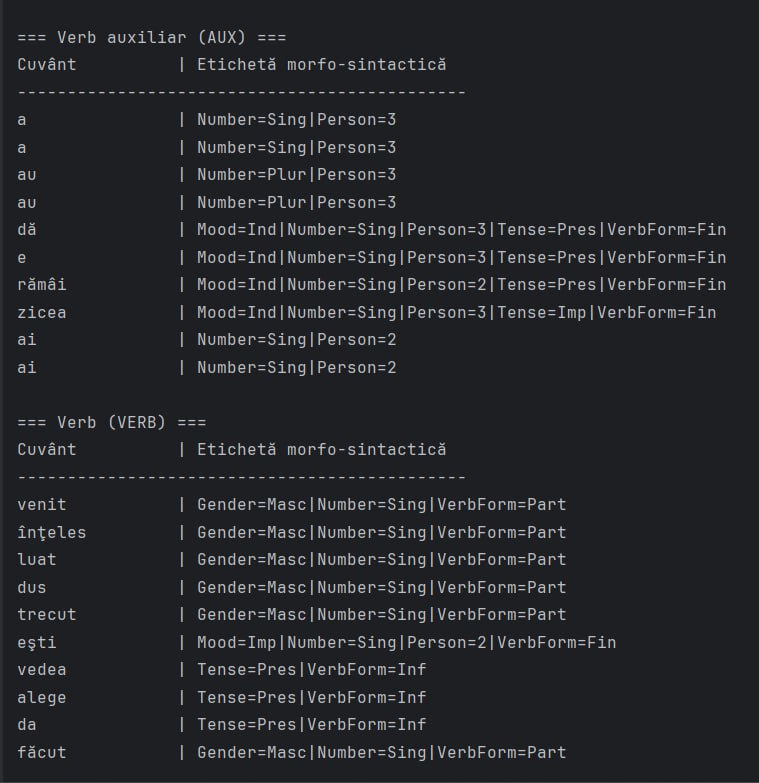 === Verb auxiliar (AUX) ===
Cuvânt | Etichetă morfo-sintactică
---------------------------------------------
a | Number=Sing|Person=3
a | Number=Sing|Person=3
au | Number=Plur|Person=3
au | Number=Plur|Person=3
dă | Mood=Ind|Number=Sing|Person=3|Tense=Pres|VerbForm=Fin
e | Mood=Ind|Number=Sing|Person=3|Tense=Pres|VerbForm=Fin
rămâi | Mood=Ind|Number=Sing|Person=2|Tense=Pres|VerbForm=Fin
zicea | Mood=Ind|Number=Sing|Person=3|Tense=Imp|VerbForm=Fin
ai | Number=Sing|Person=2
ai | Number=Sing|Person=2
=== Verb (VERB) ===
Cuvânt | Etichetă morfo-sintactică
---------------------------------------------
venit | Gender=Masc|Number=Sing|VerbForm=Part
înţeles | Gender=Masc|Number=Sing|VerbForm=Part
luat | Gender=Masc|Number=Sing|VerbForm=Part
dus | Gender=Masc|Number=Sing|VerbForm=Part
trecut | Gender=Masc|Number=Sing|VerbForm=Part
eşti | Mood=Imp|Number=Sing|Person=2|VerbForm=Fin
vedea | Tense=Pres|VerbForm=Inf
alege | Tense=Pres|VerbForm=Inf
da | Tense=Pres|VerbForm=Inf
făcut | Gender=Masc|Number=Sing|VerbForm=Part